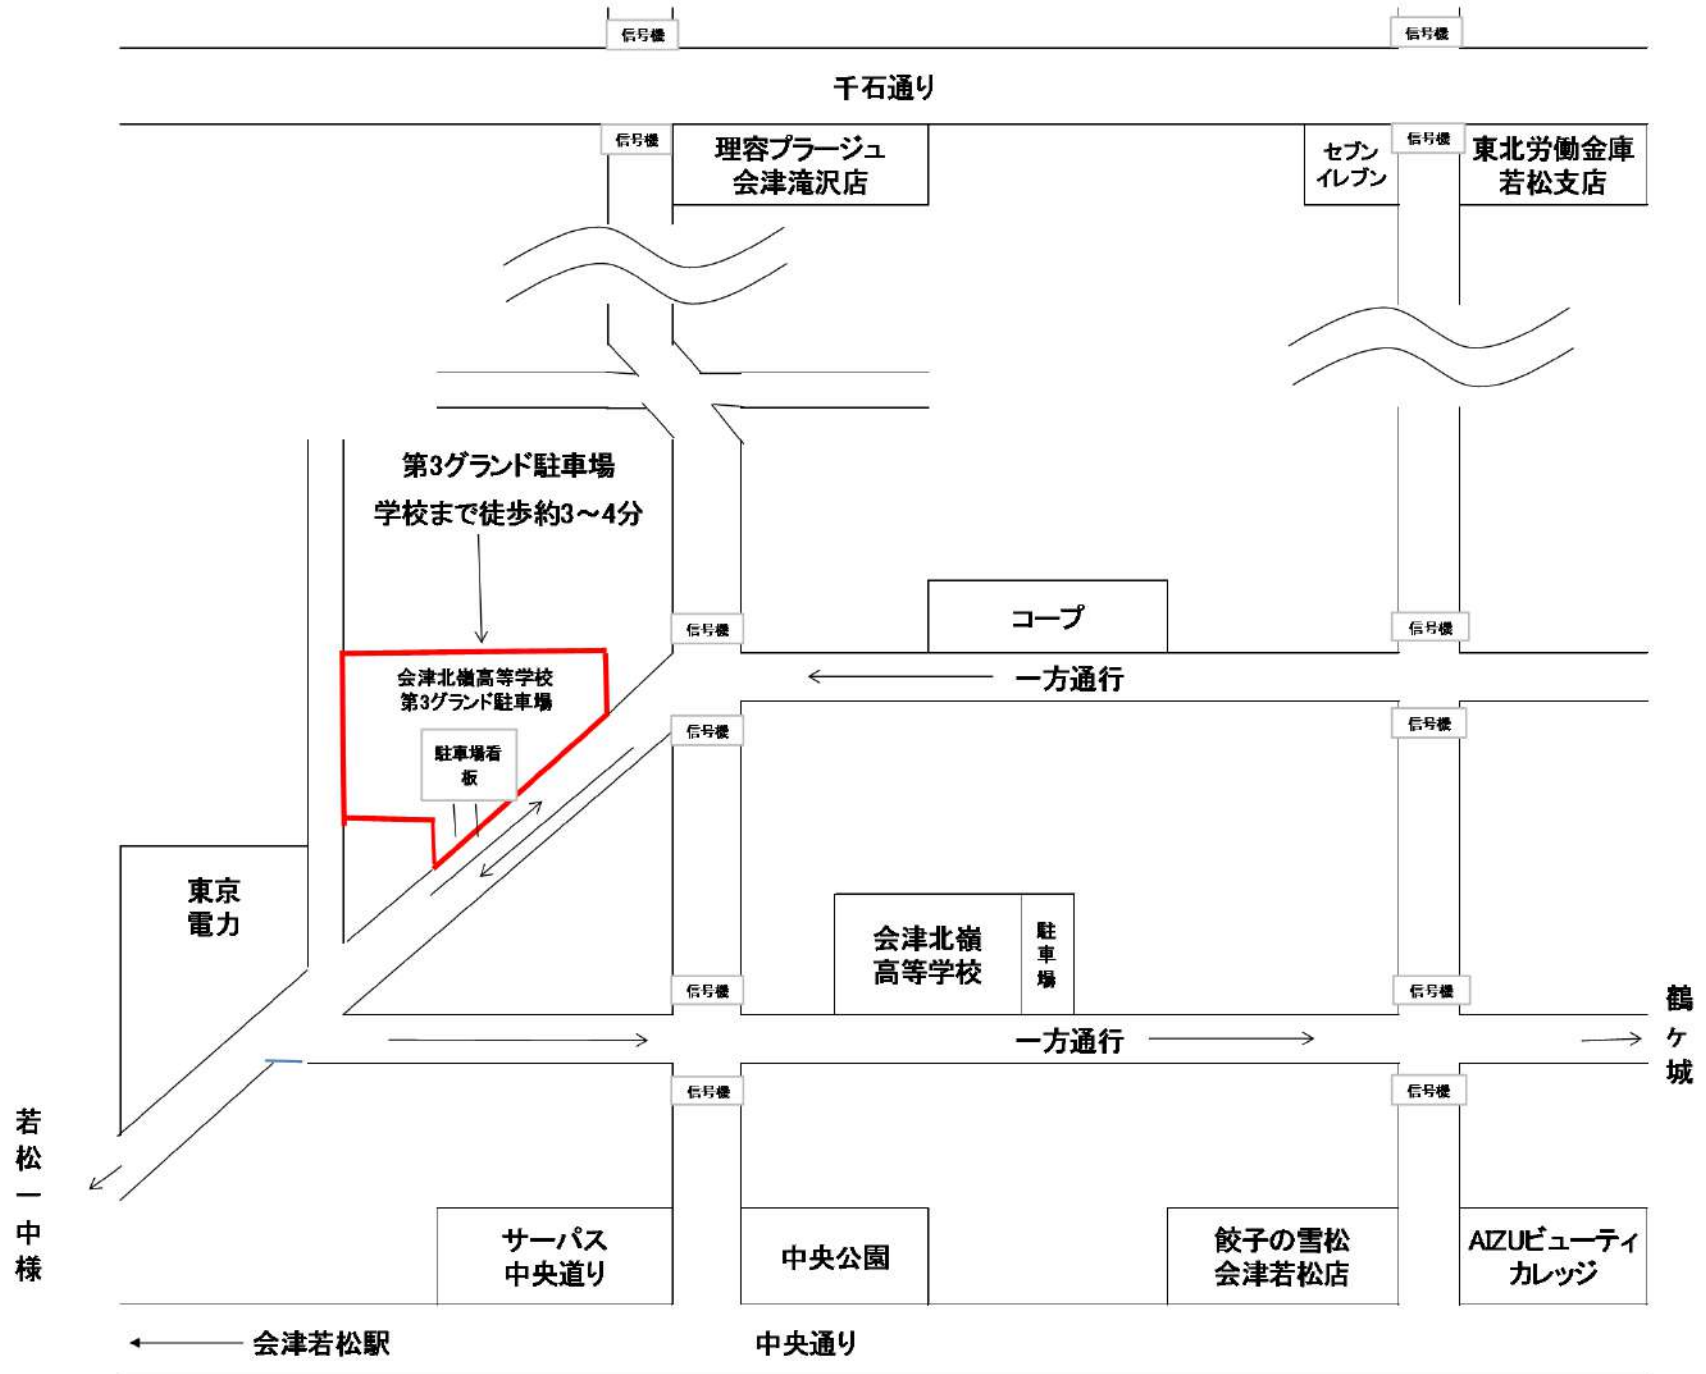 信号機
信号機
千石通り
信号機
理容プラージュ
会津滝沢店
セブン
イレブン
信号機
東北労働金庫
若松支店
第3グランド駐車場
学校まで徒歩約3～4分
信号機
コープ
信号機
会津北嶺高等学校
第3グランド駐車場
一方通行
駐車場看
板
信号機
信号機
東京
電力
会津北嶺
高等学校
駐
車
場
信号機
信号機
一方通行
鶴
ケ
城
信号機
信号機
若
松
一
中
様
サーパス
中央道り
中央公園
餃子の雪松
会津若松店
AIZUビューティ
カレッジ
会津若松駅
中央通り